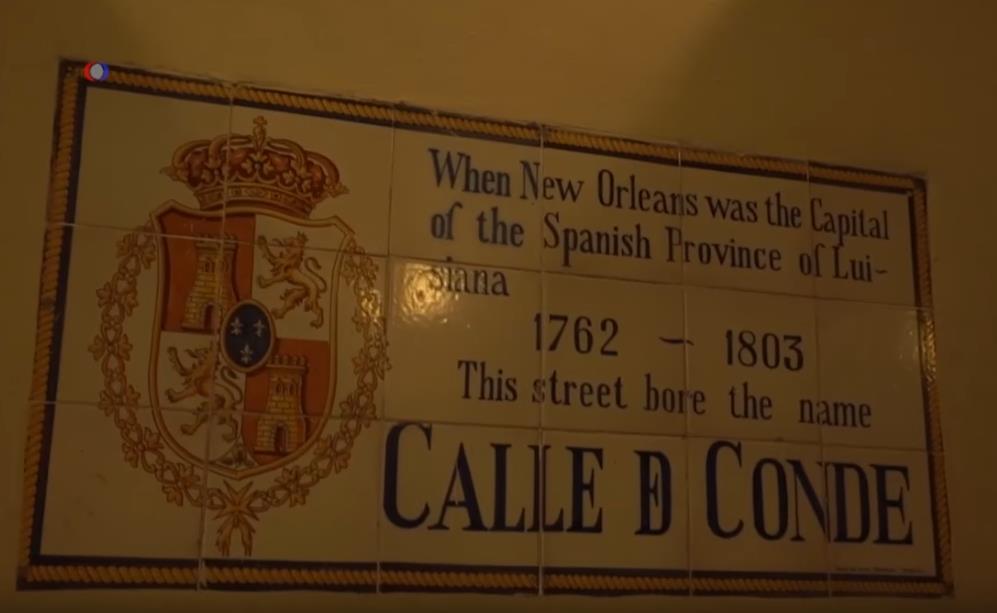 When New Orleans was the Capital
of the Spanish Province of Lui-
siana
1762 - 1803
This street bore the name
CALLE D CONDE